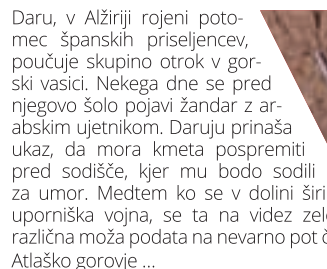 Daru, v Alžiriji rojeni poto-
mec španskih priseljencev,
poučuje skupino otrok v gor-
ski vasici. Nekega dne se pred
njegovo šolo pojavi žandar z ar-
abskim ujetnikom. Daruju prinaša
ukaz, da mora kmeta pospremiti
pred sodišče, kjer mu bodo sodili
za umor. Medtem ko se v dolini širi
uporniška vojna, se ta na videz
različna moža podata na nevarno pot
Atlaško gorovje ...